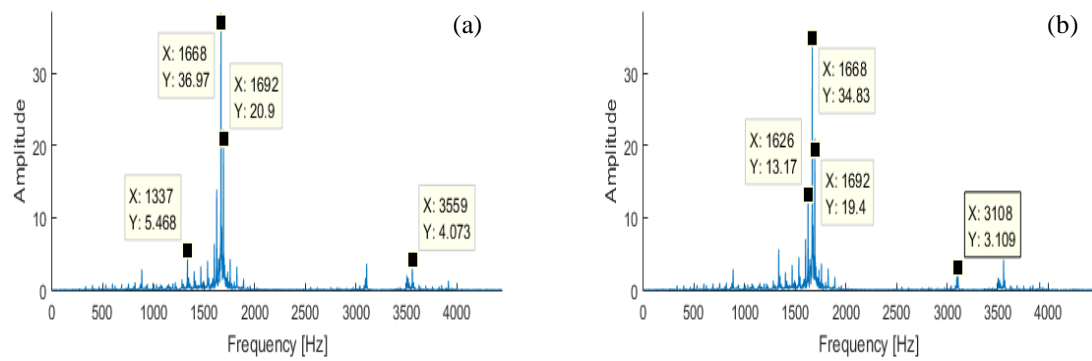 (a)
X: 1668
Y: 36.97
X: 1692
Y: 20.9
X: 1337
Y: 5.468
X: 3559
Y: 4.073
Amplitude
30
20
10
0
0 500 1000 1500 2000 2500 3000 3500 4000
Frequency [Hz]
(b)
X: 1668
Y: 34.83
X: 1626
Y: 13.17
X: 1692
Y: 19.4
X: 3108
Y: 3.109
Amplitude
30
20
10
0
0 500 1000 1500 2000 2500 3000 3500 4000
Frequency [Hz]